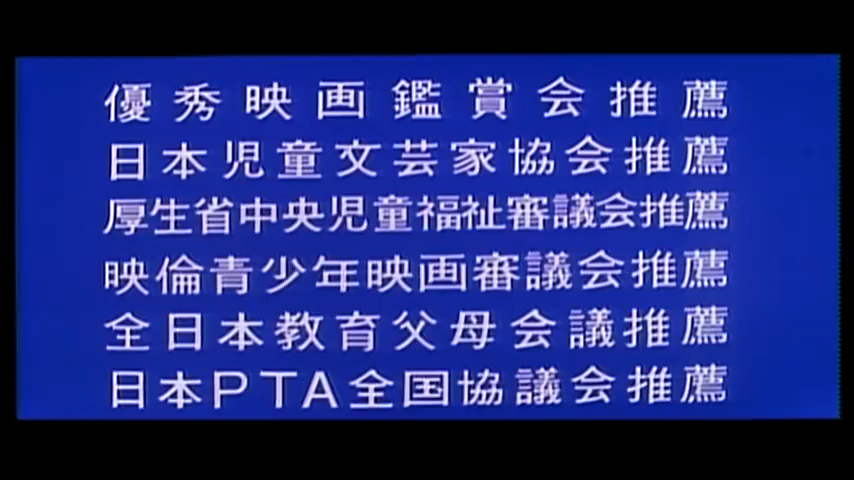 優秀映画鑑賞会推薦
日本児童文芸家協会推薦
厚生省中央児童福祉審議会推薦
映倫青少年映画審議会推薦
全日本教育父母会議推薦
日本PTA全国協議会推薦